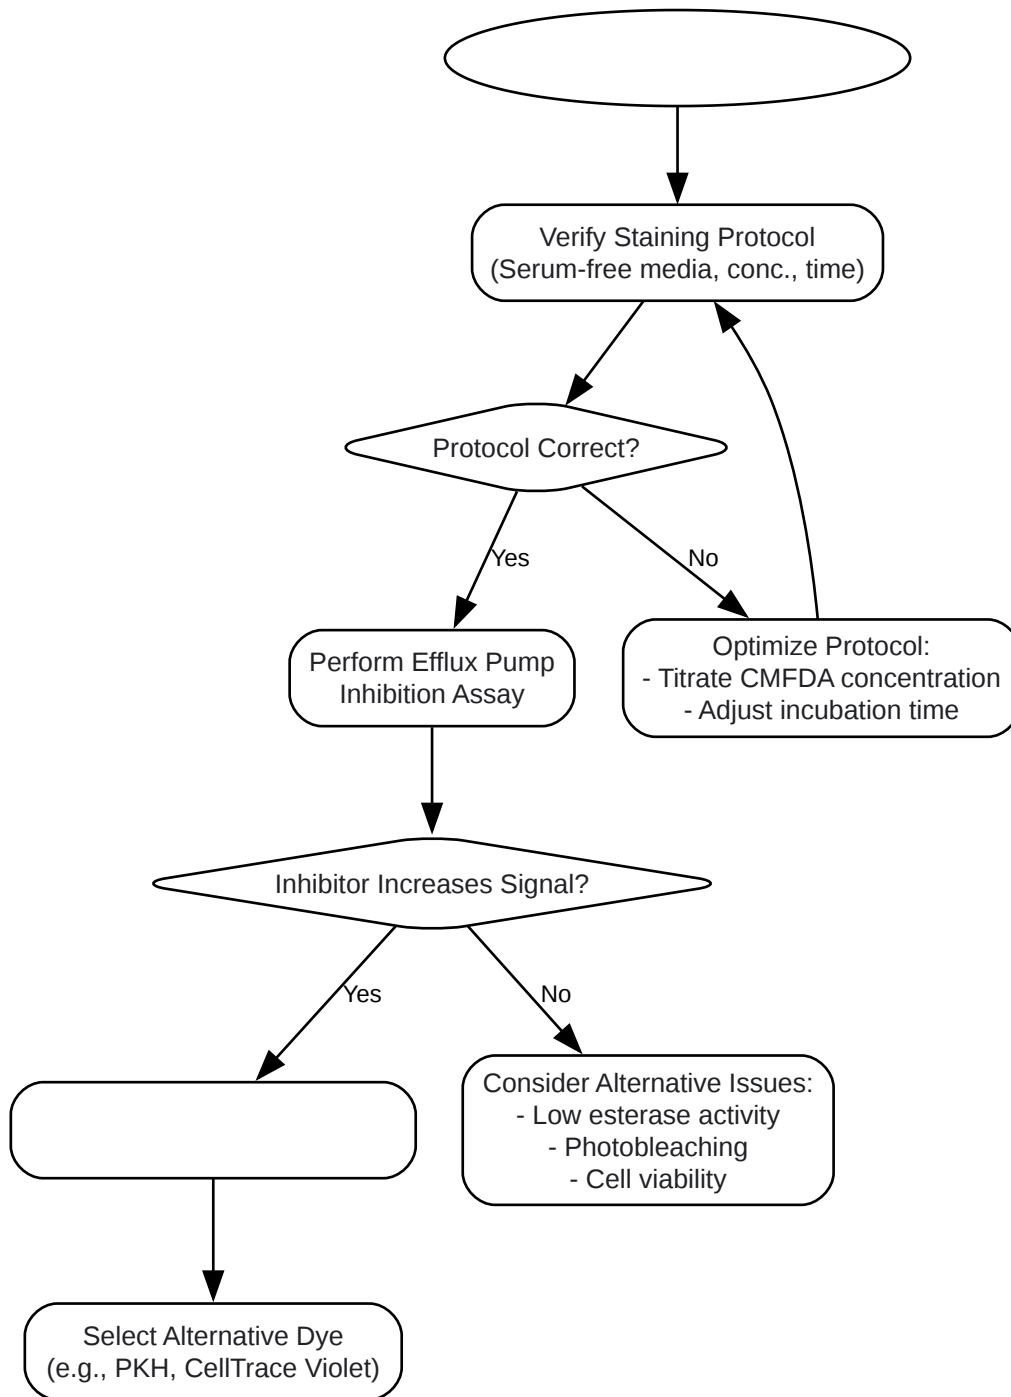 Verify Staining Protocol
(Serum-free media, conc., time)
Protocol Correct?
Yes
No
Perform Efflux Pump
Inhibition Assay
Optimize Protocol:
- Titrate CMFDA concentration
- Adjust incubation time
Inhibitor Increases Signal?
Yes
No
Consider Alternative Issues:
- Low esterase activity
- Photobleaching
- Cell viability
Select Alternative Dye
(e.g., PKH, CellTrace Violet)